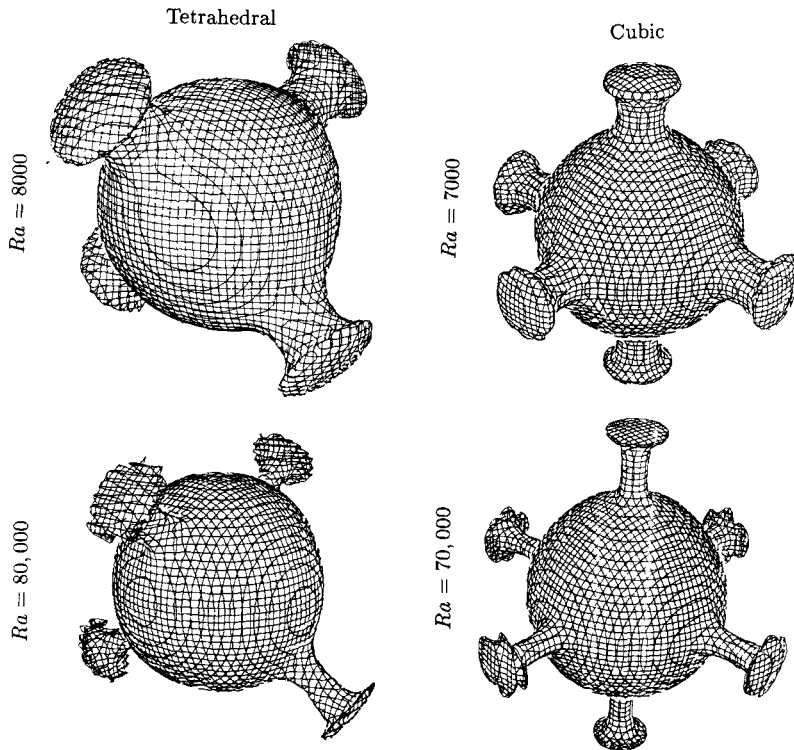 Tetrahedral
Cubic
Ra = 8000
Ra = 7000
Ra = 80,000
Ra = 70,000